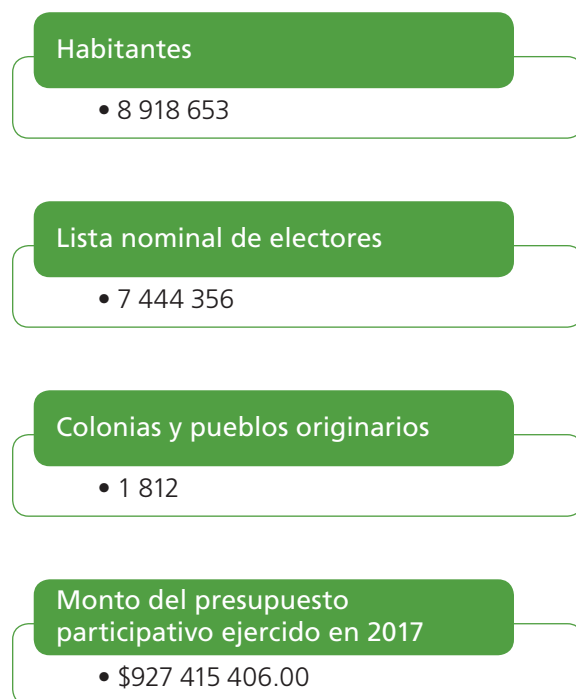 Habitantes
• 8 918 653
Lista nominal de electores
• 7 444 356
Colonias y pueblos originarios
• 1 812
Monto del presupuesto
participativo ejercido en 2017
• $927 415 406.00